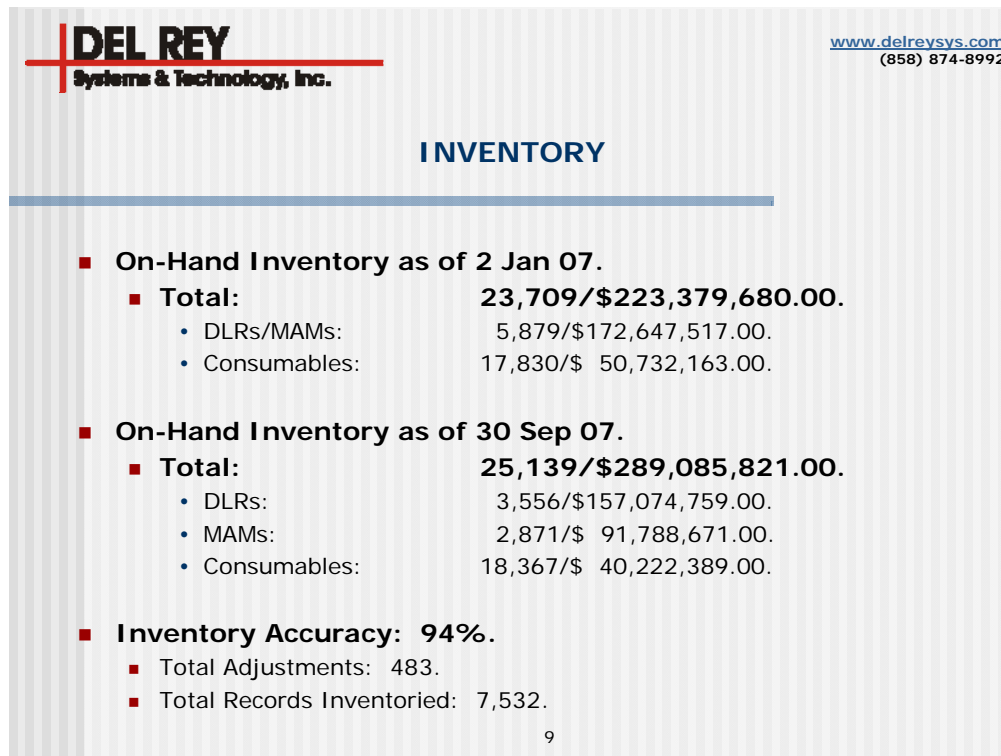 DEL REY
Systems & Technology, Inc.
www.delreysys.com
(858) 874-8992
INVENTORY
On-Hand Inventory as of 2 Jan 07.
Total: 23,709/$223,379,680.00.
• DLRs/MAMs: 5,879/$172,647,517.00.
• Consumables: 17,830/$ 50,732,163.00.
On-Hand Inventory as of 30 Sep 07.
Total: 25,139/$289,085,821.00.
• DLRs: 3,556/$157,074,759.00.
• MAMs: 2,871/$ 91,788,671.00.
• Consumables: 18,367/$ 40,222,389.00.
Inventory Accuracy: 94%.
Total Adjustments: 483.
Total Records Inventoried: 7,532.
9